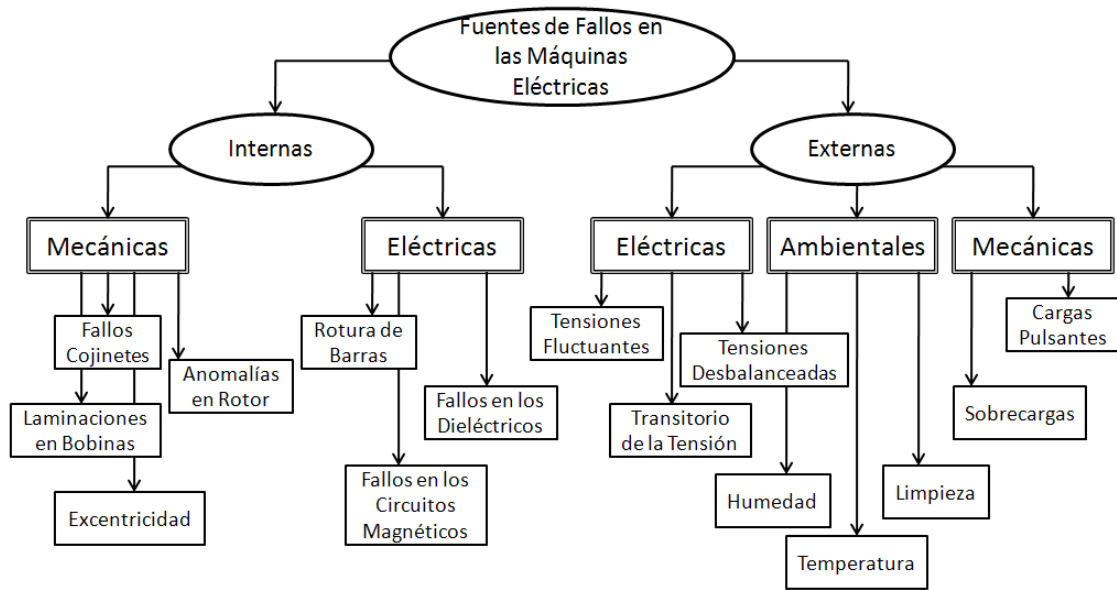 Fuentes de Fallos en
las Máquinas
Eléctricas
Internas
Externas
Mecánicas
Eléctricas
Eléctricas
Ambientales
Mecánicas
Fallos
Cojinetes
Anomalías
en Rotor
Laminaciones
en Bobinas
Excentricidad
Rotura de
Barras
Fallos en los
Dieléctricos
Fallos en los
Circuitos
Magnéticos
Tensiones
Fluctuantes
Tensiones
Desbalanceadas
Transitorio
de la Tensión
Humedad
Temperatura
Limpieza
Cargas
Pulsantes
Sobrecargas